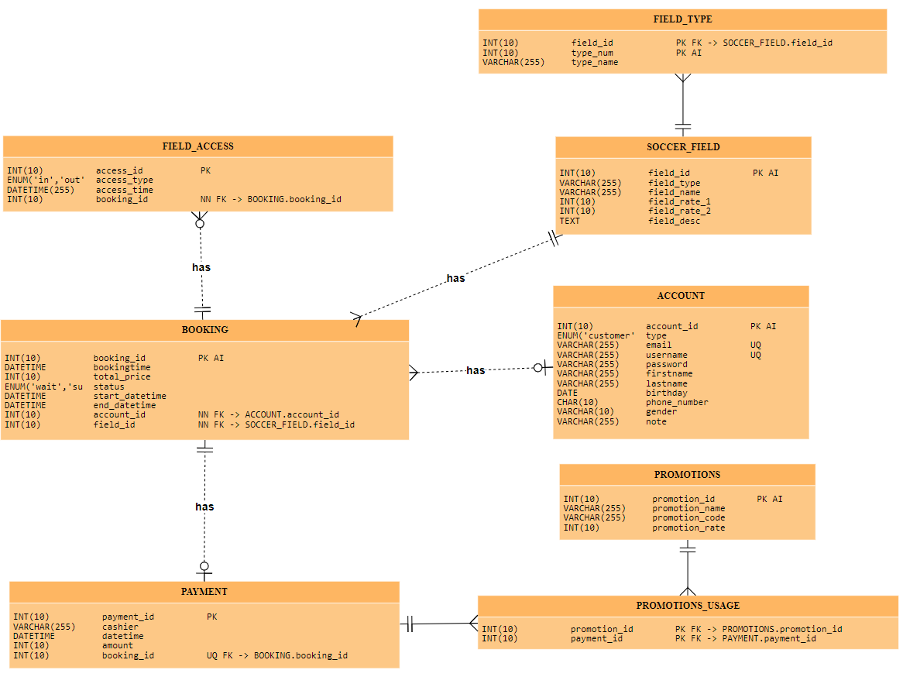 FIELD_TYPE
INT(10) field_id PK FK -> SOCCER_FIELD.field_id
INT(10) type_num PK AI
VARCHAR(255) type_name
FIELD_ACCESS
INT(10) access_id PK
ENUM('in','out' access_type
DATETIME(255) access_time
INT(10) booking_id NN FK -> BOOKING.booking_id
SOCCER_FIELD
INT(10) field_id PK AI
VARCHAR(255) field_type
VARCHAR(255) field_name
INT(10) field_rate_1
INT(10) field_rate_2
TEXT field_desc
has
has
ACCOUNT
INT(10) account_id PK AI
ENUM('customer' type
VARCHAR(255) email UQ
VARCHAR(255) username UQ
VARCHAR(255) password
VARCHAR(255) firstname
VARCHAR(255) lastname
DATE birthday
CHAR(10) phone_number
VARCHAR(10) gender
VARCHAR(255) note
BOOKING
INT(10) booking_id PK AI
DATETIME bookingtime
INT(10) total_price
ENUM('wait','su status
DATETIME start_datetime
DATETIME end_datetime
INT(10) account_id NN FK -> ACCOUNT.account_id
INT(10) field_id NN FK -> SOCCER_FIELD.field_id
has
has
PROMOTIONS
INT(10) promotion_id PK AI
VARCHAR(255) promotion_name
VARCHAR(255) promotion_code
INT(10) promotion_rate
PAYMENT
INT(10) payment_id PK
VARCHAR(255) cashier
DATETIME datetime
INT(10) amount
INT(10) booking_id UQ FK -> BOOKING.booking_id
PROMOTIONS_USAGE
INT(10) promotion_id PK FK -> PROMOTIONS.promotion_id
INT(10) payment_id PK FK -> PAYMENT.payment_id